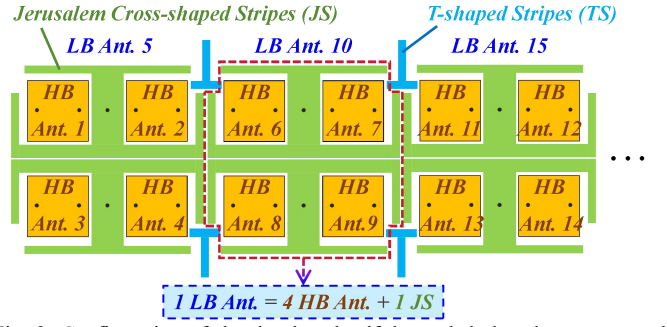 Jerusalem Cross-shaped Stripes (JS)
T-shaped Stripes (TS)
LB Ant. 5
LB Ant. 10
LB Ant. 15
HB HB HB HB HB HB
Ant. 1 Ant. 2 Ant. 6 Ant. 7 Ant. 11 Ant. 12
HB HB HB HB HB HB
Ant. 3 Ant. 4 Ant. 8 Ant.9 Ant. 13 Ant. 14
...
1 LB Ant. = 4 HB Ant. + 1 JS